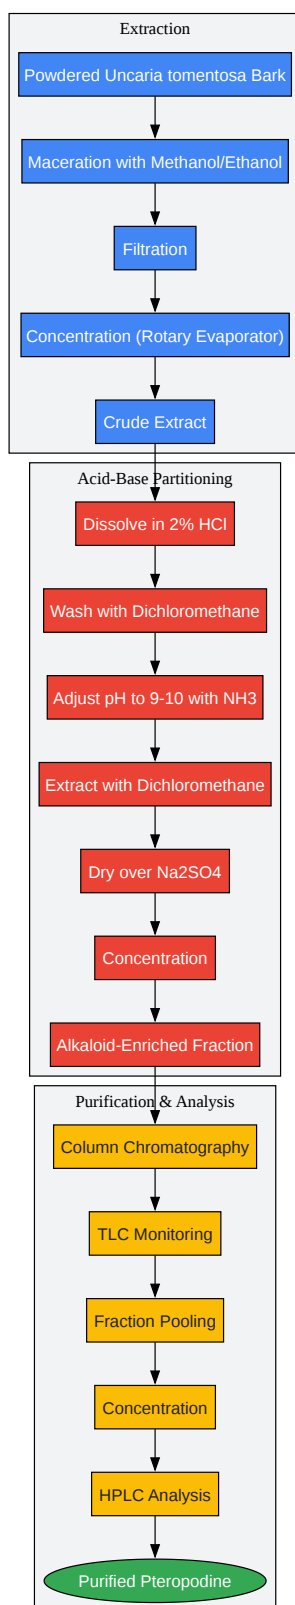 Extraction
Powdered Uncaria tomentosa Bark
Maceration with Methanol/Ethanol
Filtration
Concentration (Rotary Evaporator)
Crude Extract
Acid-Base Partitioning
Dissolve in 2% HCl
Wash with Dichloromethane
Adjust pH to 9-10 with NH3
Extract with Dichloromethane
Dry over Na2SO4
Concentration
Alkaloid-Enriched Fraction
Purification & Analysis
Column Chromatography
TLC Monitoring
Fraction Pooling
Concentration
HPLC Analysis
Purified Pteropodine